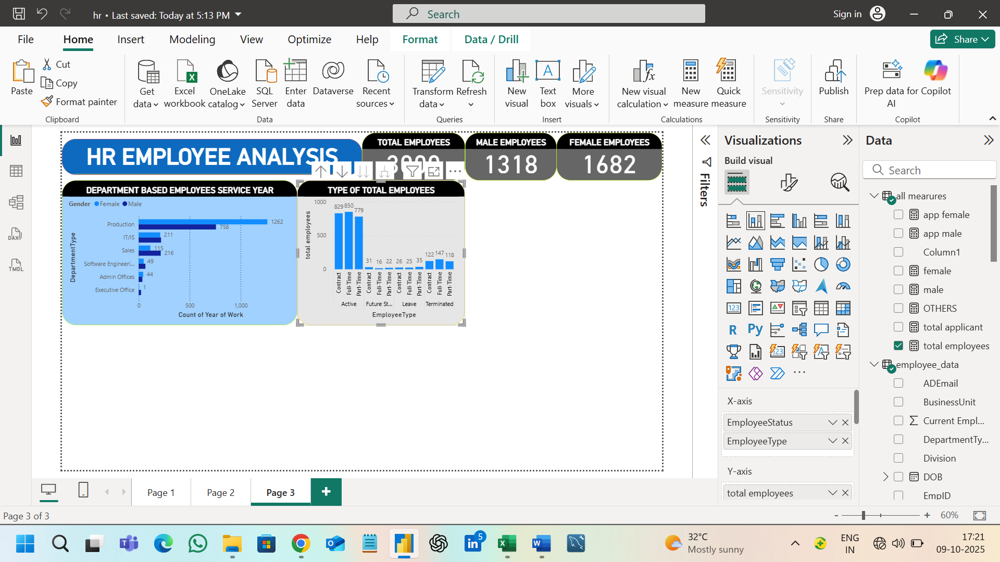 hr • Last saved: Today at 5:13 PM
Search
Sign in
File
Home
Insert
Modeling
View
Optimize
Help
Format
Data / Drill
Share
Paste
Cut
Copy
Format painter
Clipboard
Get data
Excel workbook
OneLake catalog
SQL Server
Enter data
Dataverse
Recent sources
Data
Transform data
Refresh
Queries
New visual
Text box
More visuals
Insert
New visual calculation
New measure
Quick measure
Calculations
Sensitivity
Sensitivity
Publish
Share
Prep data for AI
Copilot
Copilot
DAX
TMDL
HR EMPLOYEE ANALYSIS
TOTAL EMPLOYEES
3000
MALE EMPLOYEES
1318
FEMALE EMPLOYEES
1682
DEPARTMENT BASED EMPLOYEES SERVICE YEAR
Gender Female Male
DepartmentType
Production 1262
758
IT/IS 211
Sales 115
216
Software Engineeri... 49
Admin Offices 44
Executive Office 1
0 500 1,000
Count of Year of Work
TYPE OF TOTAL EMPLOYEES
total employees
1000
500
0
829 850 779 31 16 22 26 25 35 122 147 118
Contract Full-Time Part-Time Contract Full-Time Part-Time Contract Full-Time Part-Time Contract Full-Time Part-Time
Active Future St... Leave Terminated
EmployeeType
Filters
Visualizations
Build visual
123
R
Py
123
X-axis
EmployeeStatus
EmployeeType
Y-axis
total employees
Data
Search
all mearures
app female
app male
Column1
female
male
OTHERS
total applicant
total employees
employee_data
ADEmail
BusinessUnit
Current Empl...
DepartmentTy...
Division
DOB
EmpID
Page 1
Page 2
Page 3
Page 3 of 3
60%
5
32°C
Mostly sunny
ENG
IN
17:21
09-10-2025